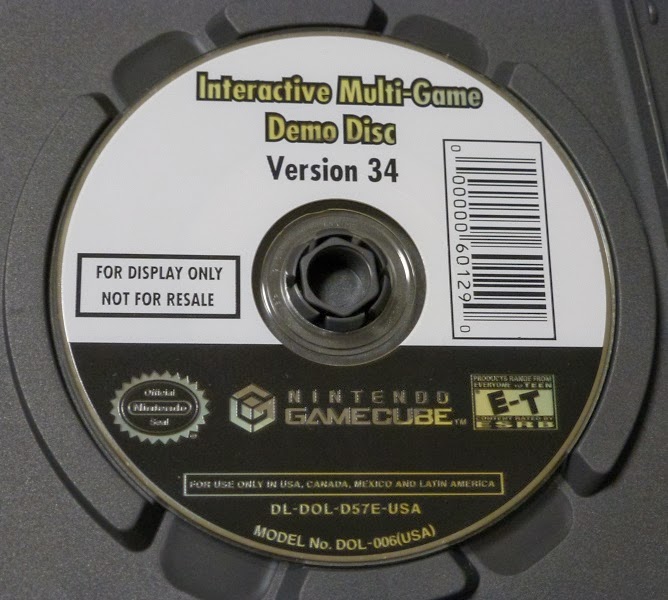 Interactive Multi-Game
Demo Disc
Version 34
0 00000 60129 0
FOR DISPLAY ONLY
NOT FOR RESALE
Official
Nintendo
Seal
NINTENDO
GAMECUBE™
PRODUCTS RANGE FROM
EVERYONE TO TEEN
E-T
CONTENT RATED BY
ESRB
FOR USE ONLY IN USA, CANADA, MEXICO AND LATIN AMERICA
DL-DOL-D57E-USA
MODEL No. DOL-006(USA)